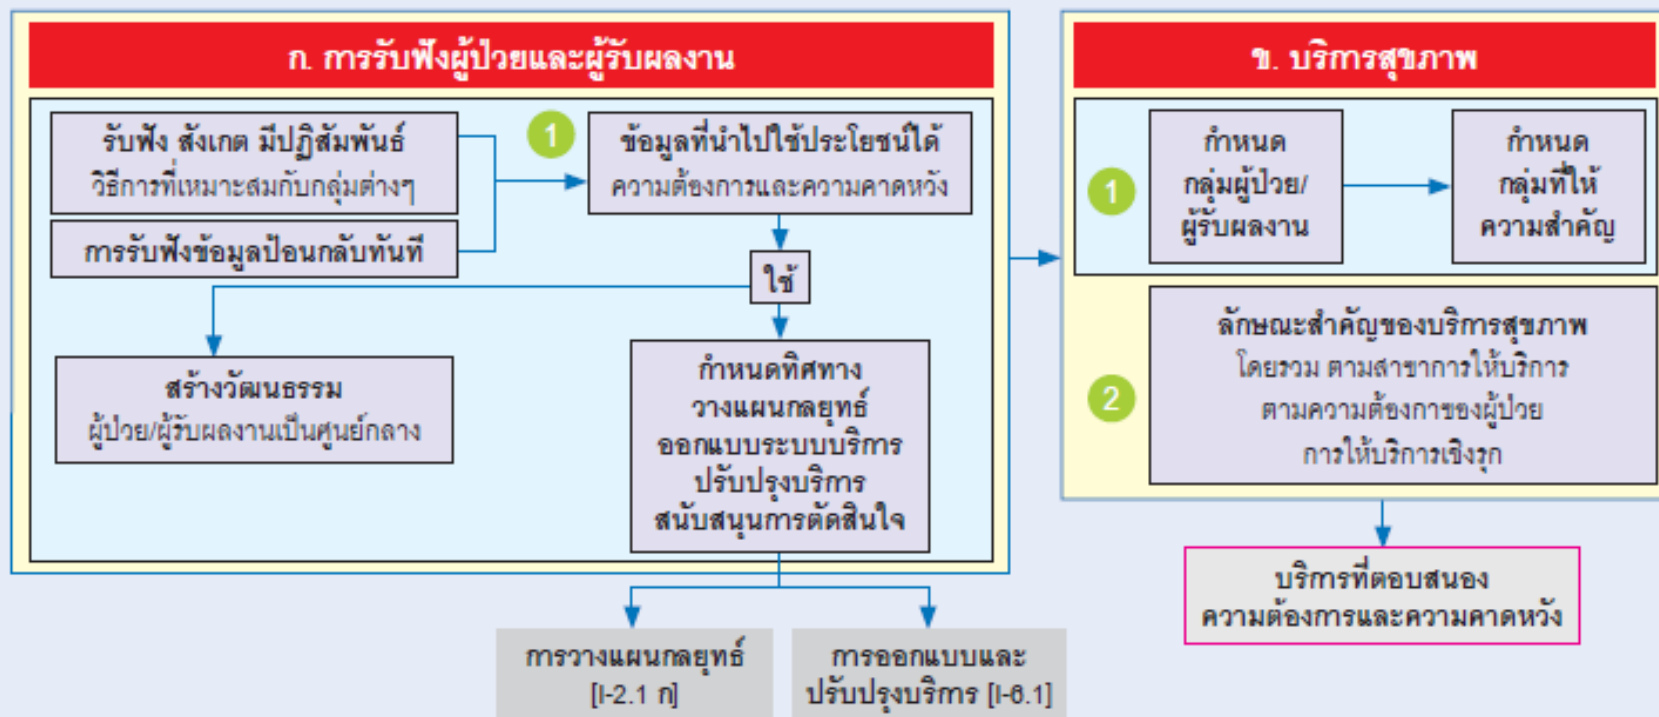 ก. การรับฟังผู้ป่วยและผู้รับผลงาน
รับฟัง สังเกต มีปฏิสัมพันธ์
วิธีการที่เหมาะสมกับกลุ่มต่างๆ
การรับฟังข้อมูลป้อนกลับทันที
1
ข้อมูลที่นำไปใช้ประโยชน์ได้
ความต้องการและความคาดหวัง
ใช้
สร้างวัฒนธรรม
ผู้ป่วย/ผู้รับผลงานเป็นศูนย์กลาง
กำหนดทิศทาง
วางแผนกลยุทธ์
ออกแบบระบบบริการ
ปรับปรุงบริการ
สนับสนุนการตัดสินใจ
การวางแผนกลยุทธ์
[I-2.1 ก]
การออกแบบและ
ปรับปรุงบริการ [I-6.1]
ข. บริการสุขภาพ
1
กำหนด
กลุ่มผู้ป่วย/
ผู้รับผลงาน
กำหนด
กลุ่มที่ให้
ความสำคัญ
2
ลักษณะสำคัญของบริการสุขภาพ
โดยรวม ตามสาขาการให้บริการ
ตามความต้องกาของผู้ป่วย
การให้บริการเชิงรุก
บริการที่ตอบสนอง
ความต้องการและความคาดหวัง